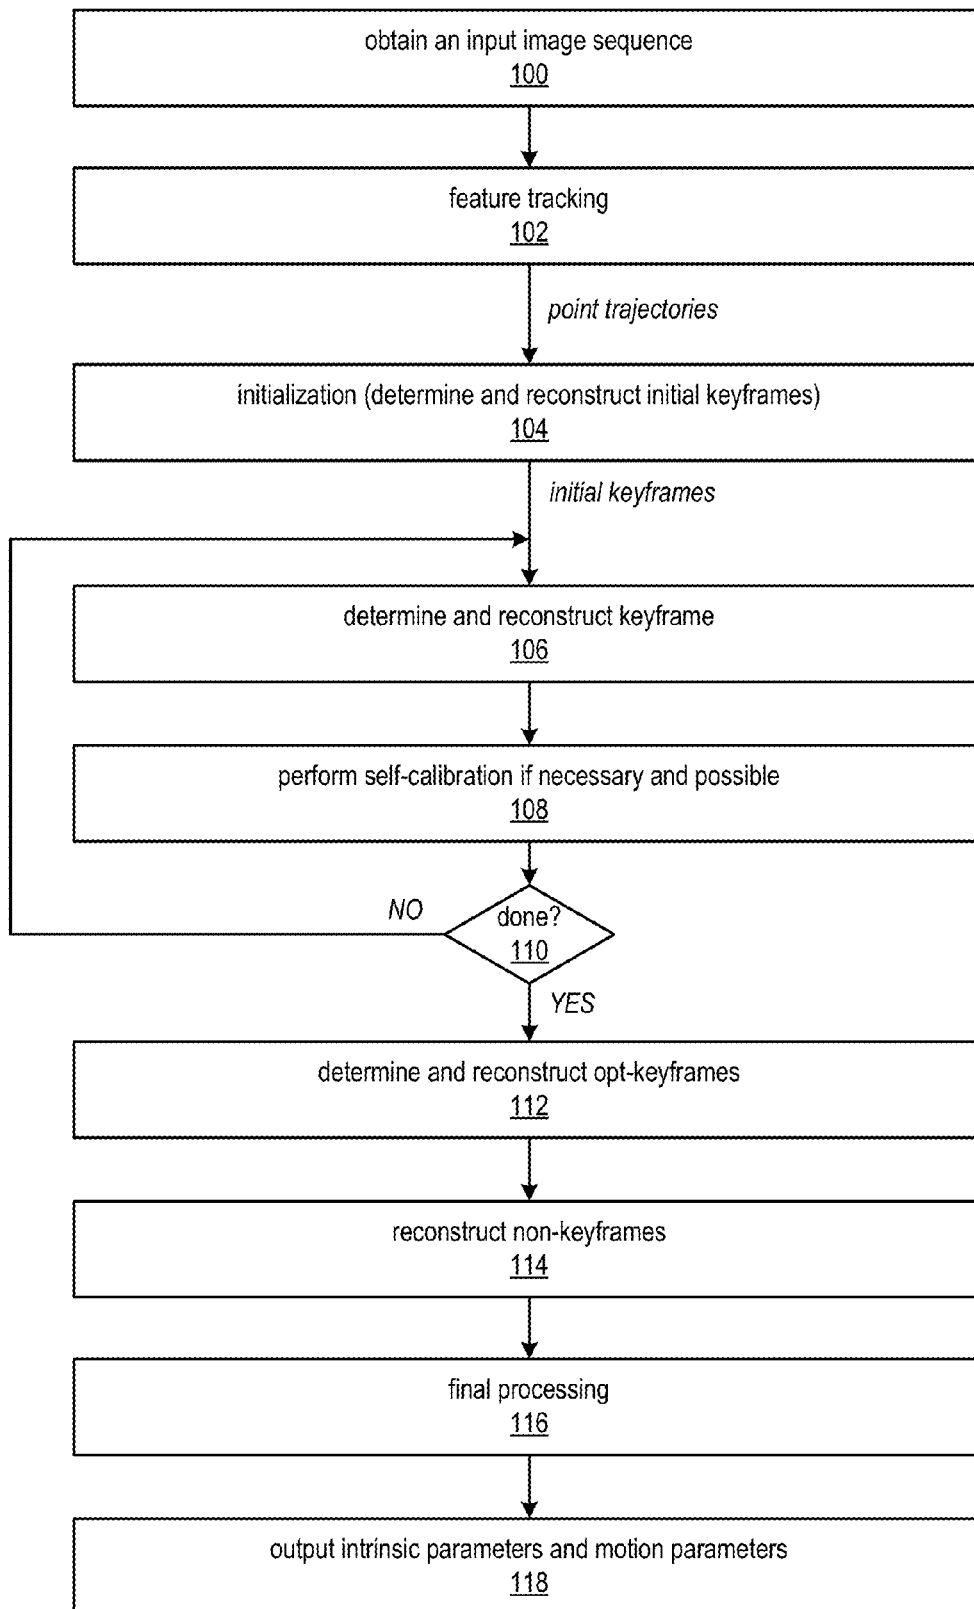 obtain an input image sequence
100
feature tracking
102
point trajectories
initialization (determine and reconstruct initial keyframes)
104
initial keyframes
determine and reconstruct keyframe
106
perform self-calibration if necessary and possible
108
NO
done?
110
YES
determine and reconstruct opt-keyframes
112
reconstruct non-keyframes
114
final processing
116
output intrinsic parameters and motion parameters
118